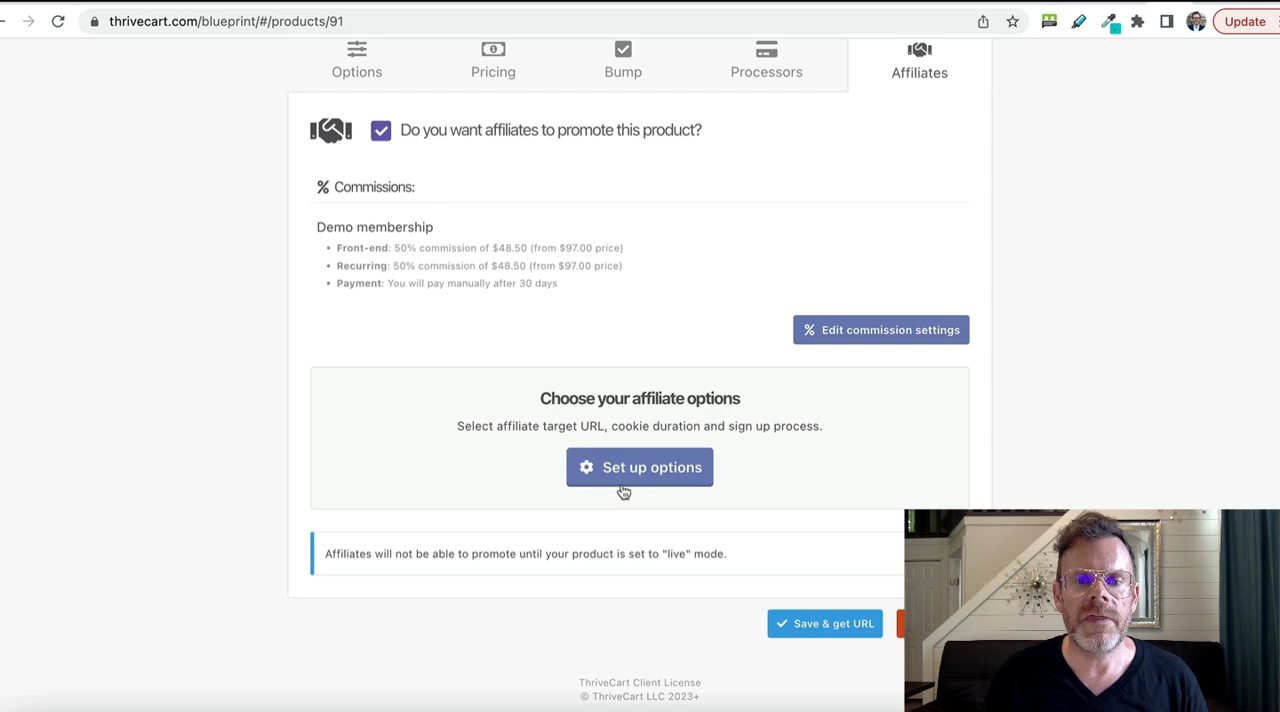 thrivecart.com/blueprint/#/products/91
Update
Options
Pricing
Bump
Processors
Affiliates
Do you want affiliates to promote this product?
% Commissions:
Demo membership
• Front-end: 50% commission of $48.50 (from $97.00 price)
• Recurring: 50% commission of $48.50 (from $97.00 price)
• Payment: You will pay manually after 30 days
% Edit commission settings
Choose your affiliate options
Select affiliate target URL, cookie duration and sign up process.
Set up options
Affiliates will not be able to promote until your product is set to "live" mode.
Save & get URL
ThriveCart Client License
© ThriveCart LLC 2023+